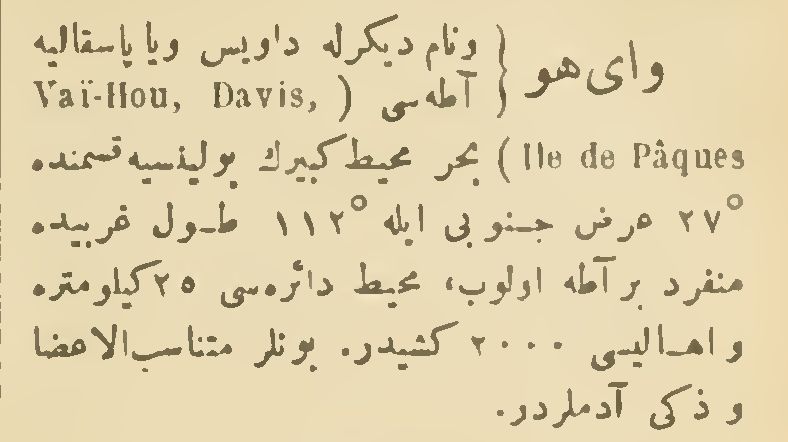 وای هو { ونام دیکرله داویس ویا پاسقالیه
آطه‌سی ( Vaï-Hou, Davis,
Ile de Pâques) بحر محیط کبیرك پولینسیه قسمنده
۲۷° عرض جنوبی ایله ۱۱۲° طول غربیده
منفرد بر آطه اولوب، محیط دائره‌سی ۲۵ کیلومتره
و اهالیسی ۲۰۰۰ کشیدر. بونلر متناسب‌الاعضا
و ذکی آدملردر.